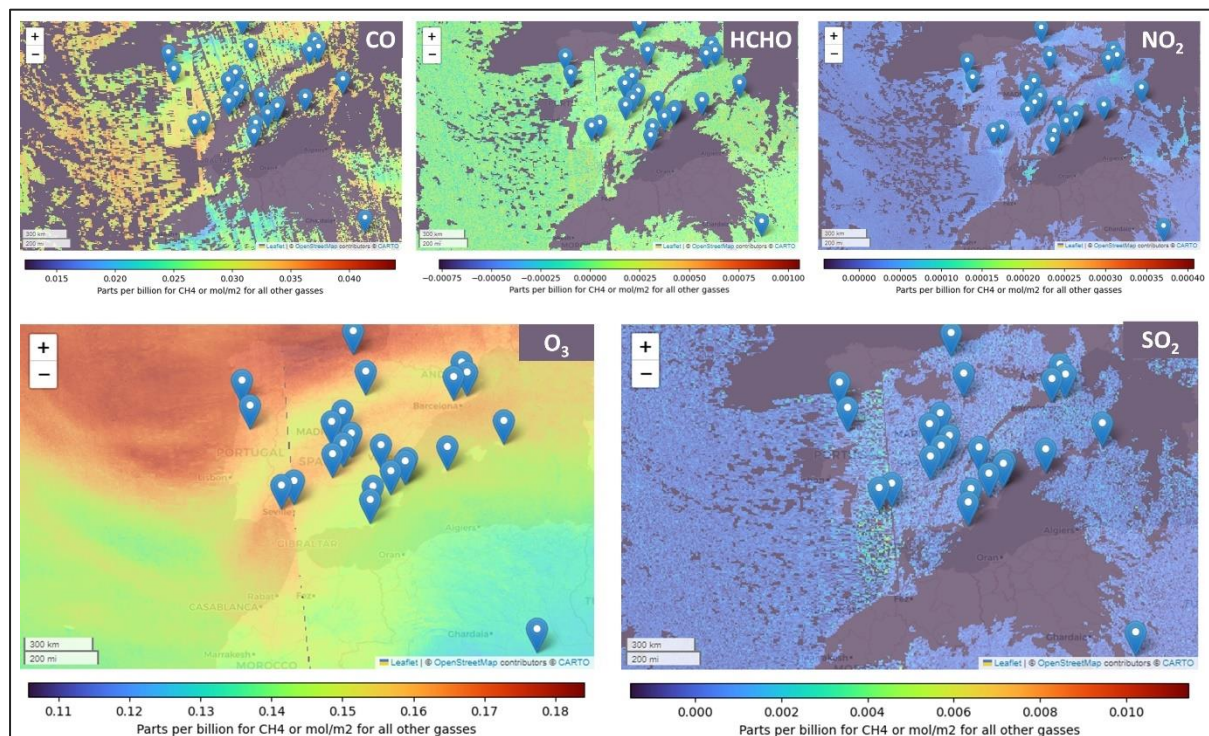 +
−
CO
300 km
200 mi
Leaflet | © OpenStreetMap contributors © CARTO
0.015 0.020 0.025 0.030 0.035 0.040
Parts per billion for CH4 or mol/m2 for all other gasses
+
−
HCHO
Oran
300 km
200 mi
Leaflet | © OpenStreetMap contributors © CARTO
−0.00075 −0.00050 −0.00025 0.00000 0.00025 0.00050 0.00075 0.00100
Parts per billion for CH4 or mol/m2 for all other gasses
+
−
NO2
Algiers
300 km
200 mi
Leaflet | © OpenStreetMap contributors © CARTO
0.00000 0.00005 0.00010 0.00015 0.00020 0.00025 0.00030 0.00035 0.00040
Parts per billion for CH4 or mol/m2 for all other gasses
+
−
O3
Barcelona
PORTUGAL
Lisbon
Seville
GIBRALTAR
Algiers
Oran
Rabat
Fez
CASABLANCA
Ghardaia
Marrakesh
MOROCCO
300 km
200 mi
Leaflet | © OpenStreetMap contributors © CARTO
0.11 0.12 0.13 0.14 0.15 0.16 0.17 0.18
Parts per billion for CH4 or mol/m2 for all other gasses
+
−
SO2
Algiers
Oran
Fez
Ghardaia
300 km
200 mi
Leaflet | © OpenStreetMap contributors © CARTO
0.000 0.002 0.004 0.006 0.008 0.010
Parts per billion for CH4 or mol/m2 for all other gasses